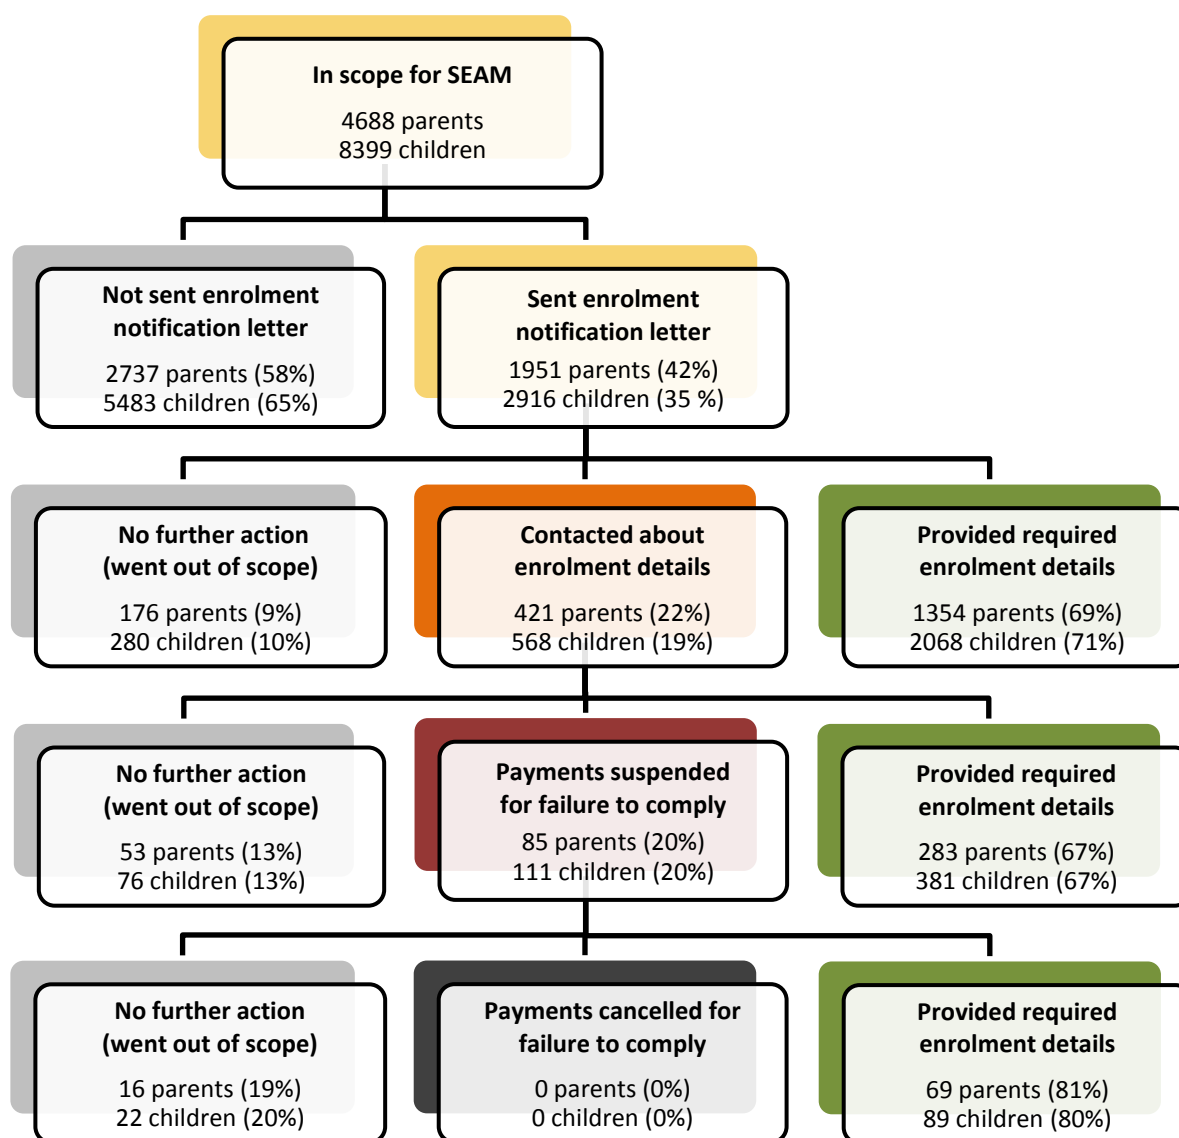 In scope for SEAM
4688 parents
8399 children
Not sent enrolment
notification letter
2737 parents (58%)
5483 children (65%)
Sent enrolment
notification letter
1951 parents (42%)
2916 children (35 %)
No further action
(went out of scope)
176 parents (9%)
280 children (10%)
Contacted about
enrolment details
421 parents (22%)
568 children (19%)
Provided required
enrolment details
1354 parents (69%)
2068 children (71%)
No further action
(went out of scope)
53 parents (13%)
76 children (13%)
Payments suspended
for failure to comply
85 parents (20%)
111 children (20%)
Provided required
enrolment details
283 parents (67%)
381 children (67%)
No further action
(went out of scope)
16 parents (19%)
22 children (20%)
Payments cancelled for
failure to comply
0 parents (0%)
0 children (0%)
Provided required
enrolment details
69 parents (81%)
89 children (80%)